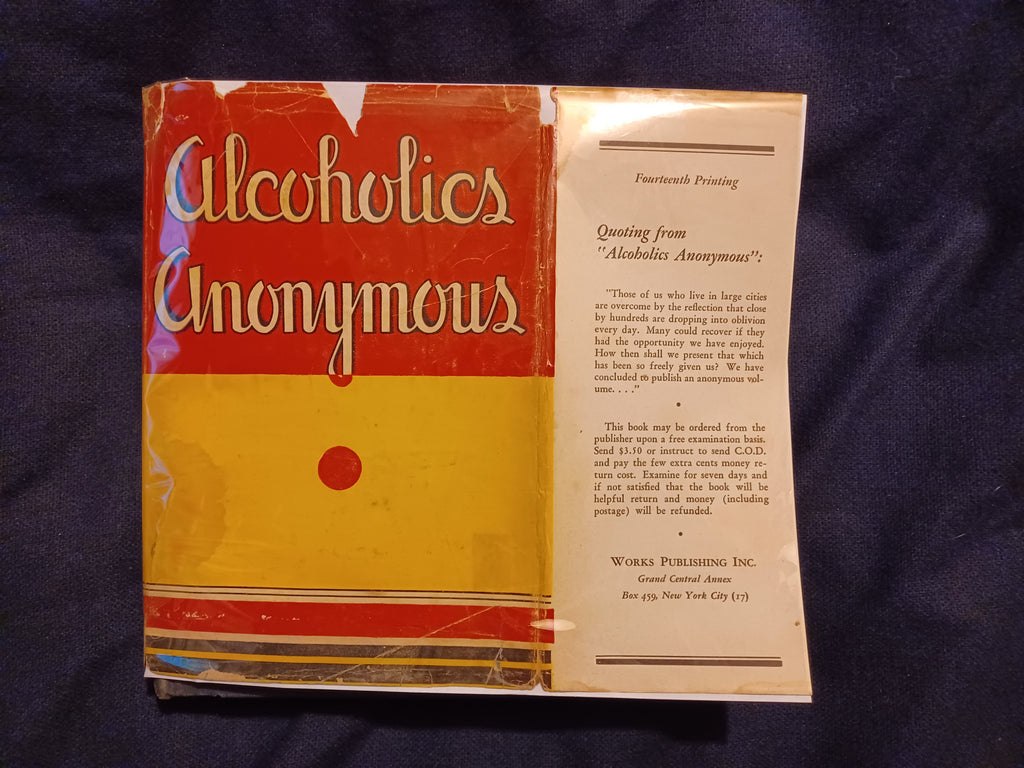 Alcoholics
Anonymous
Fourteenth Printing
Quoting from
"Alcoholics Anonymous":
"Those of us who live in large cities
are overcome by the reflection that close
by hundreds are dropping into oblivion
every day. Many could recover if they
had the opportunity we have enjoyed.
How then shall we present that which
has been so freely given us? We have
concluded to publish an anonymous vol-
ume. . . ."
This book may be ordered from the
publisher upon a free examination basis.
Send $3.50 or instruct to send C.O.D.
and pay the few extra cents money re-
turn cost. Examine for seven days and
if not satisfied that the book will be
helpful return and money (including
postage) will be refunded.
Works Publishing Inc.
Grand Central Annex
Box 459, New York City (17)